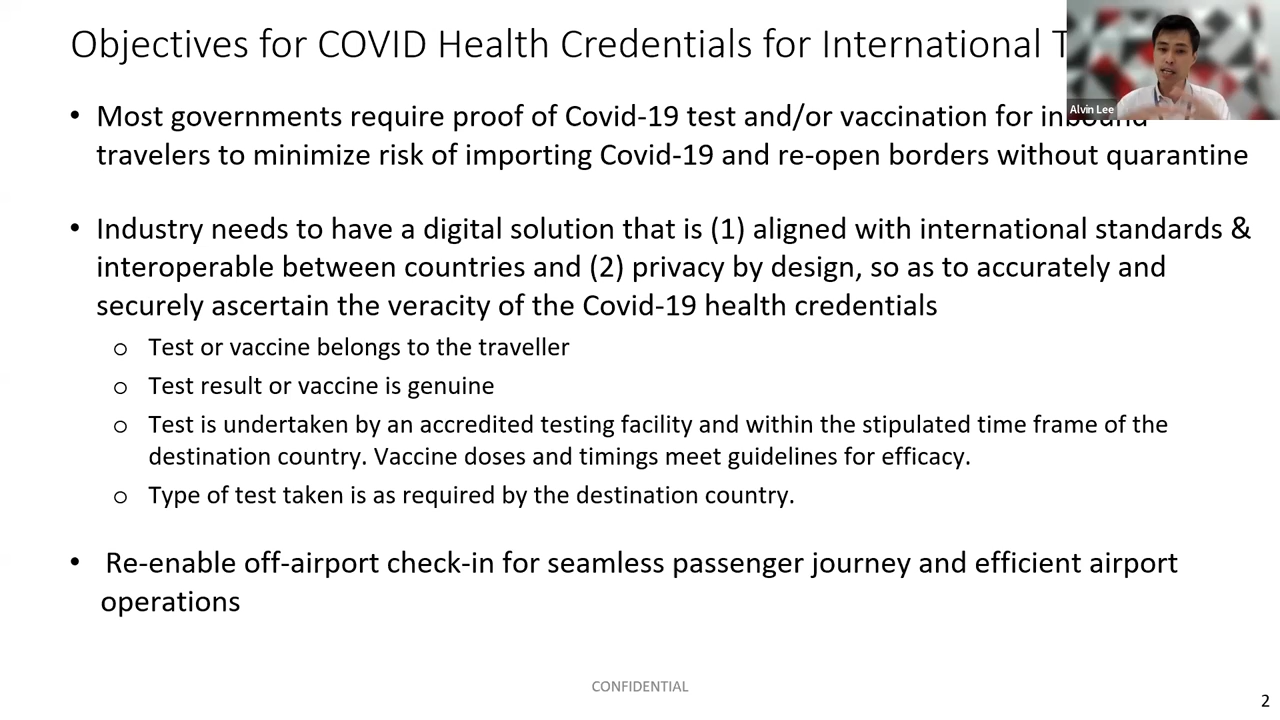 Objectives for COVID Health Credentials for International
Alvin Lee
• Most governments require proof of Covid-19 test and/or vaccination for inbound
travelers to minimize risk of importing Covid-19 and re-open borders without quarantine
• Industry needs to have a digital solution that is (1) aligned with international standards &
interoperable between countries and (2) privacy by design, so as to accurately and
securely ascertain the veracity of the Covid-19 health credentials
o Test or vaccine belongs to the traveller
o Test result or vaccine is genuine
o Test is undertaken by an accredited testing facility and within the stipulated time frame of the
destination country. Vaccine doses and timings meet guidelines for efficacy.
o Type of test taken is as required by the destination country.
• Re-enable off-airport check-in for seamless passenger journey and efficient airport
operations
CONFIDENTIAL
2